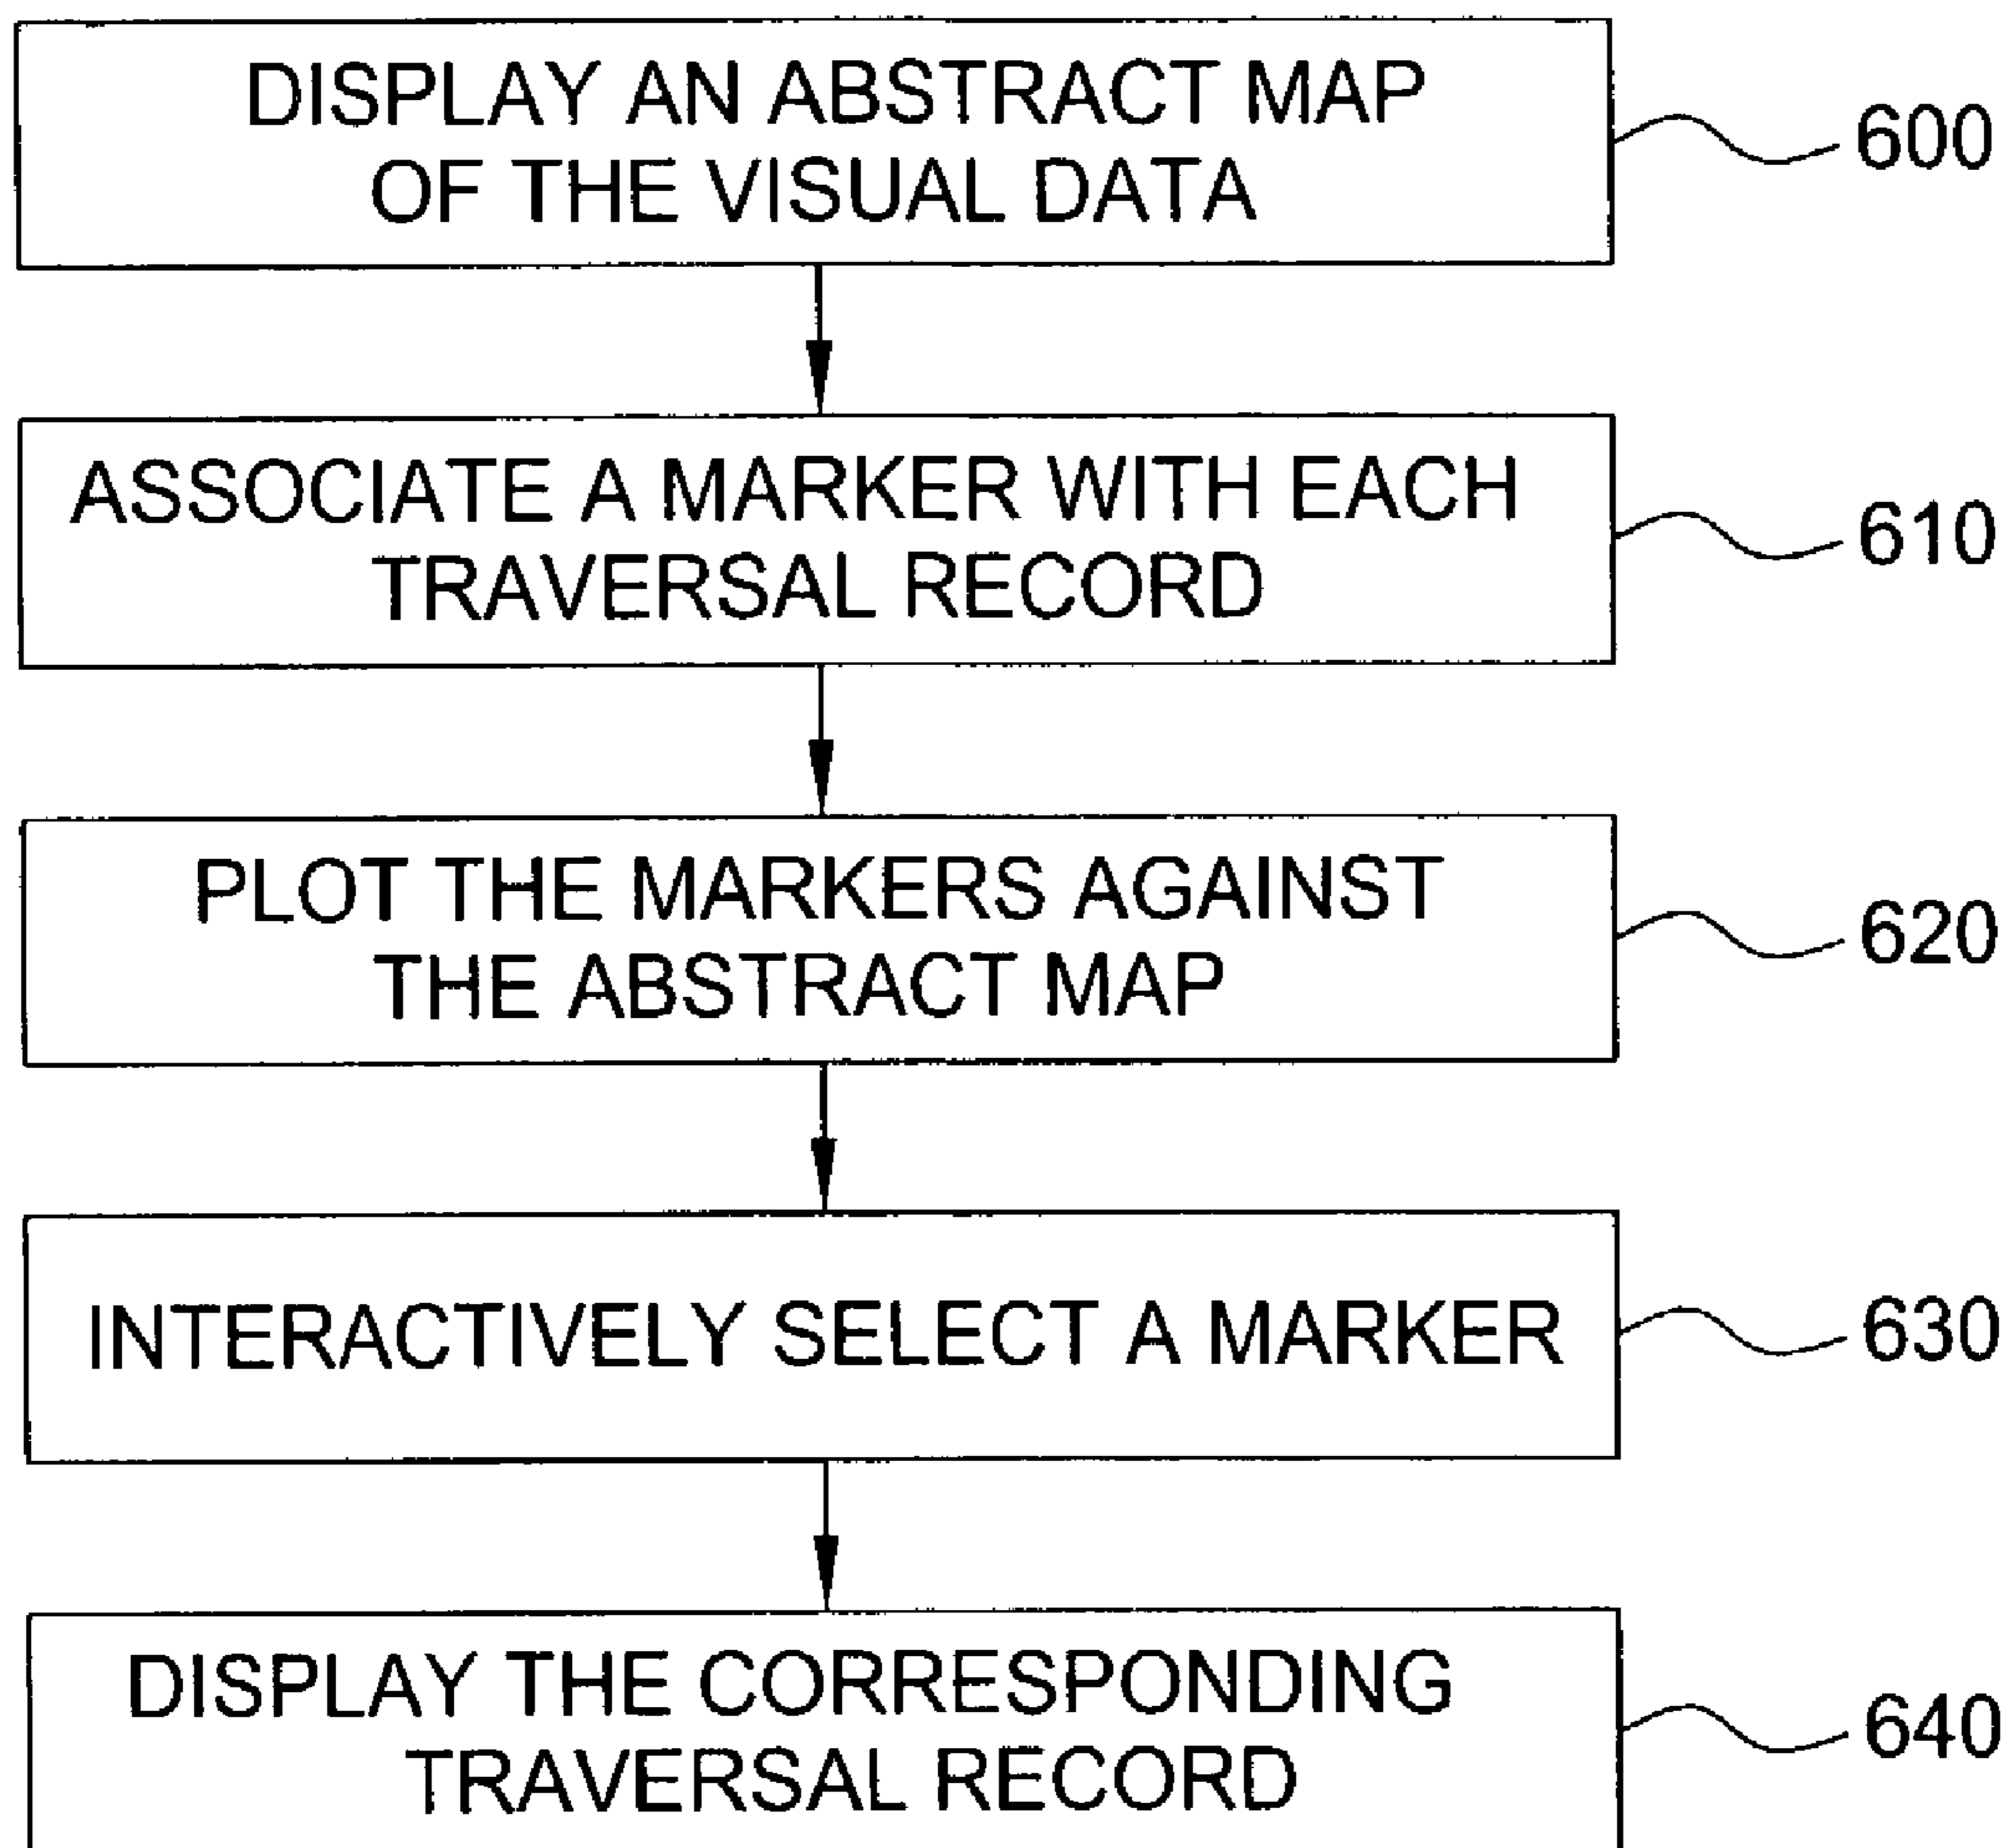 DISPLAY AN ABSTRACT MAP
OF THE VISUAL DATA
600
ASSOCIATE A MARKER WITH EACH
TRAVERSAL RECORD
610
PLOT THE MARKERS AGAINST
THE ABSTRACT MAP
620
INTERACTIVELY SELECT A MARKER
630
DISPLAY THE CORRESPONDING
TRAVERSAL RECORD
640